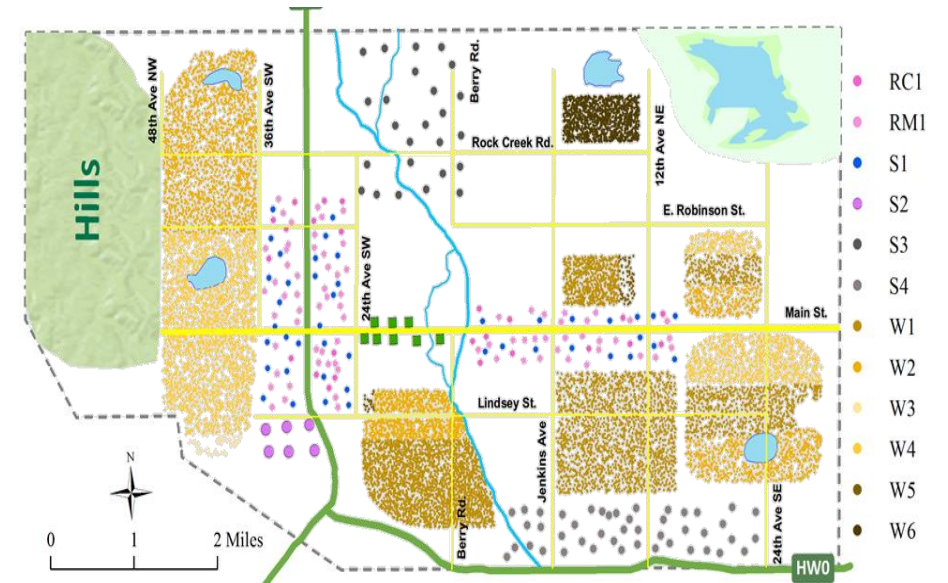 48th Ave NW
36th Ave SW
Berry Rd.
Rock Creek Rd.
12th Ave NE
Hills
E. Robinson St.
24th Ave SW
Main St.
Lindsey St.
Jenkins Ave
Berry Rd.
24th Ave SE
N
0 1 2 Miles
HW0
RC1
RM1
S1
S2
S3
S4
W1
W2
W3
W4
W5
W6